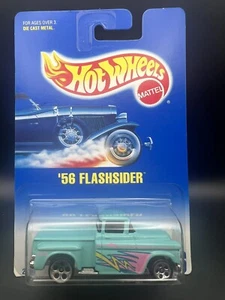 FOR AGES OVER 3
DIE CAST METAL
Hot Wheels
MATTEL
'56 FLASHSIDER